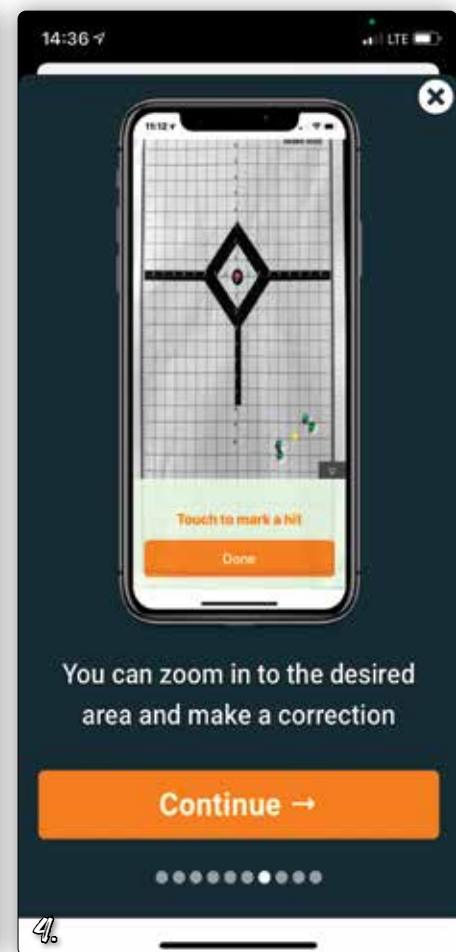 14:36
LTE
11:12
Touch to mark a hit
Done
You can zoom in to the desired
area and make a correction
Continue →
4.